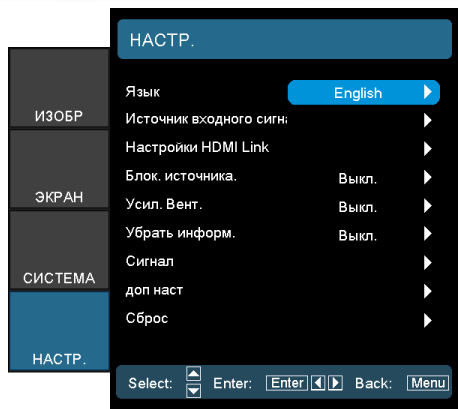 НАСТР.
ИЗОБР
ЭКРАН
СИСТЕМА
НАСТР.
Язык English
Источник входного сигна
Настройки HDMI Link
Блок. источника. Выкл.
Усил. Вент. Выкл.
Убрать информ. Выкл.
Сигнал
доп наст
Сброс
Select: Enter: Enter Back: Menu